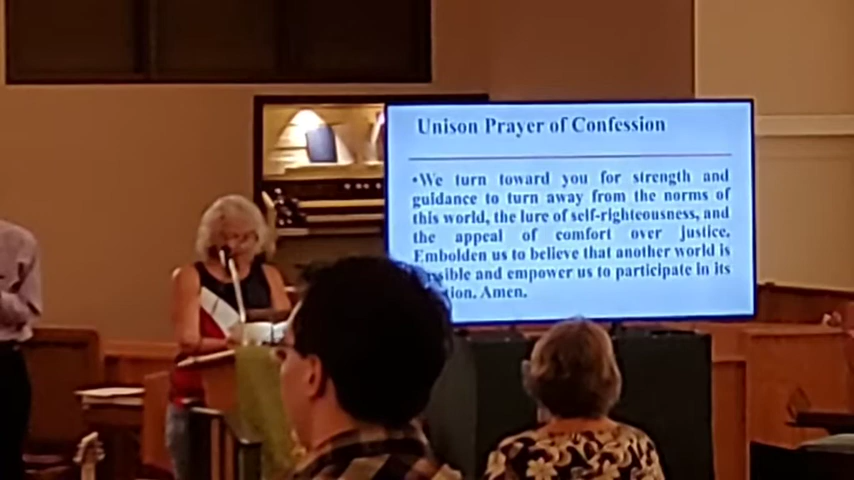 Unison Prayer of Confession
•We turn toward you for strength and
guidance to turn away from the norms of
this world, the lure of self-righteousness, and
the appeal of comfort over justice.
Embolden us to believe that another world is
and empower us to participate in its
Amen.